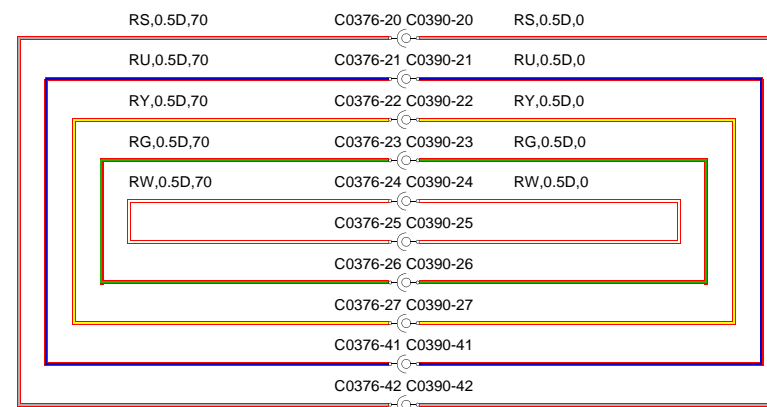 RS,0.5D,70 C0376-20 C0390-20 RS,0.5D,0
RU,0.5D,70 C0376-21 C0390-21 RU,0.5D,0
RY,0.5D,70 C0376-22 C0390-22 RY,0.5D,0
RG,0.5D,70 C0376-23 C0390-23 RG,0.5D,0
RW,0.5D,70 C0376-24 C0390-24 RW,0.5D,0
C0376-25 C0390-25
C0376-26 C0390-26
C0376-27 C0390-27
C0376-41 C0390-41
C0376-42 C0390-42